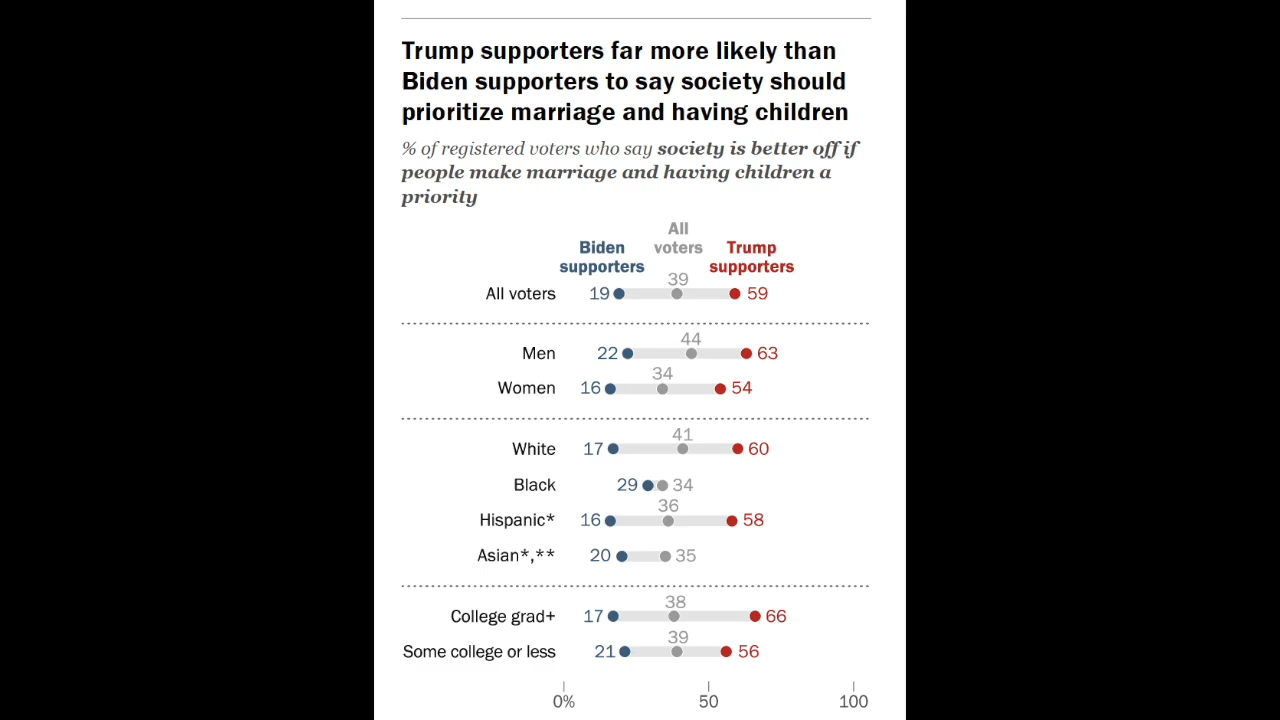 Trump supporters far more likely than
Biden supporters to say society should
prioritize marriage and having children
% of registered voters who say society is better off if
people make marriage and having children a
priority
All
Biden voters Trump
supporters supporters
39
All voters 19 59
44
Men 22 63
34
Women 16 54
41
White 17 60
Black 29 34
36
Hispanic* 16 58
Asian*,** 20 35
38
College grad+ 17 66
39
Some college or less 21 56
0% 50 100